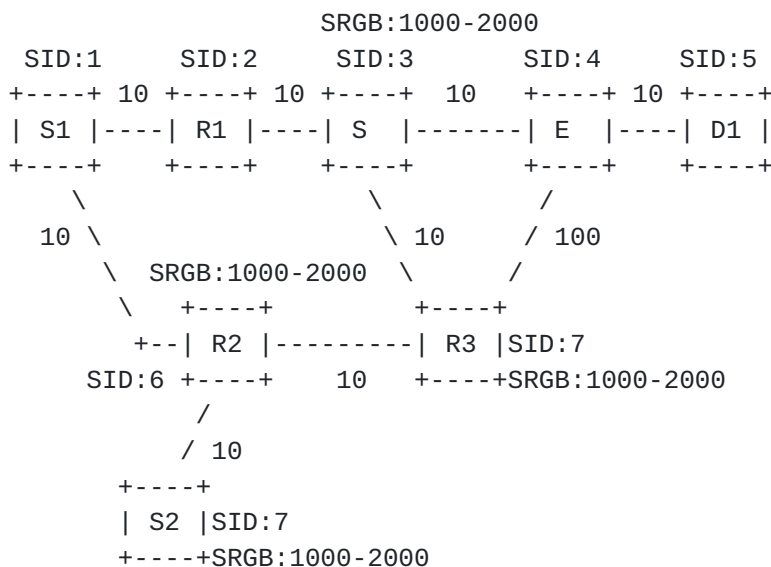 SRGB:1000-2000
 SID:1     SID:2     SID:3       SID:4     SID:5
+----+ 10 +----+ 10 +----+  10   +----+ 10 +----+
| S1 |----| R1 |----| S  |-------| E  |----| D1 |
+----+    +----+    +----+       +----+    +----+
    \                  \          /
  10 \                  \ 10     / 100
      \  SRGB:1000-2000  \      /
       \   +----+         +----+
        +--| R2 |---------| R3 |SID:7
     SID:6 +----+    10   +----+SRGB:1000-2000
            /
           / 10
       +----+
       | S2 |SID:7
       +----+SRGB:1000-2000